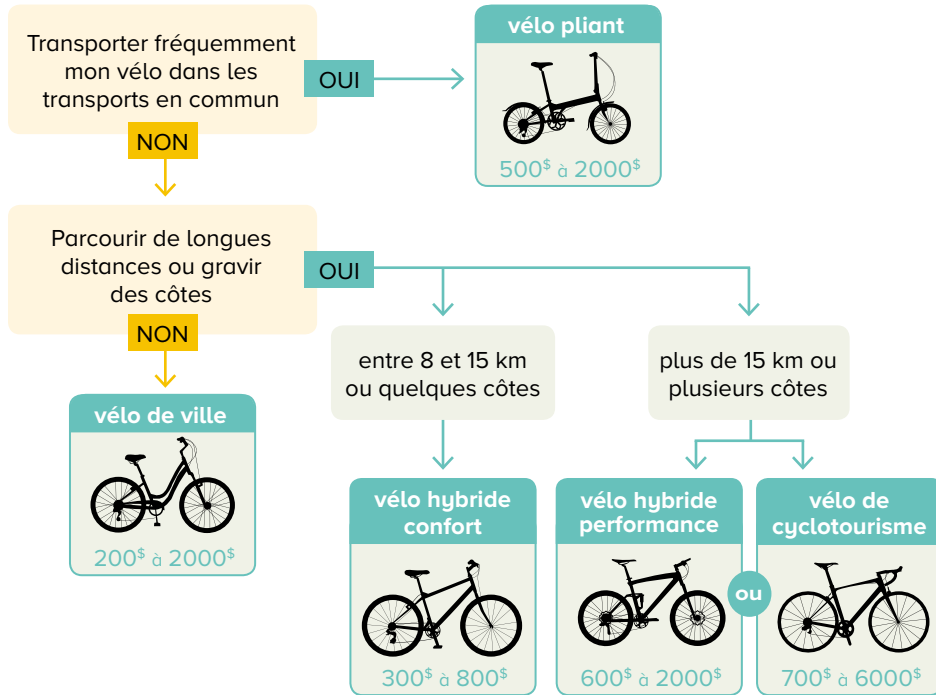 Transporter fréquemment
mon vélo dans les
transports en commun
OUI
NON
vélo pliant
500$ à 2000$
Parcourir de longues
distances ou gravir
des côtes
OUI
NON
entre 8 et 15 km
ou quelques côtes
plus de 15 km ou
plusieurs côtes
vélo de ville
200$ à 2000$
vélo hybride
confort
300$ à 800$
vélo hybride
performance
600$ à 2000$
ou
vélo de
cyclotourisme
700$ à 6000$